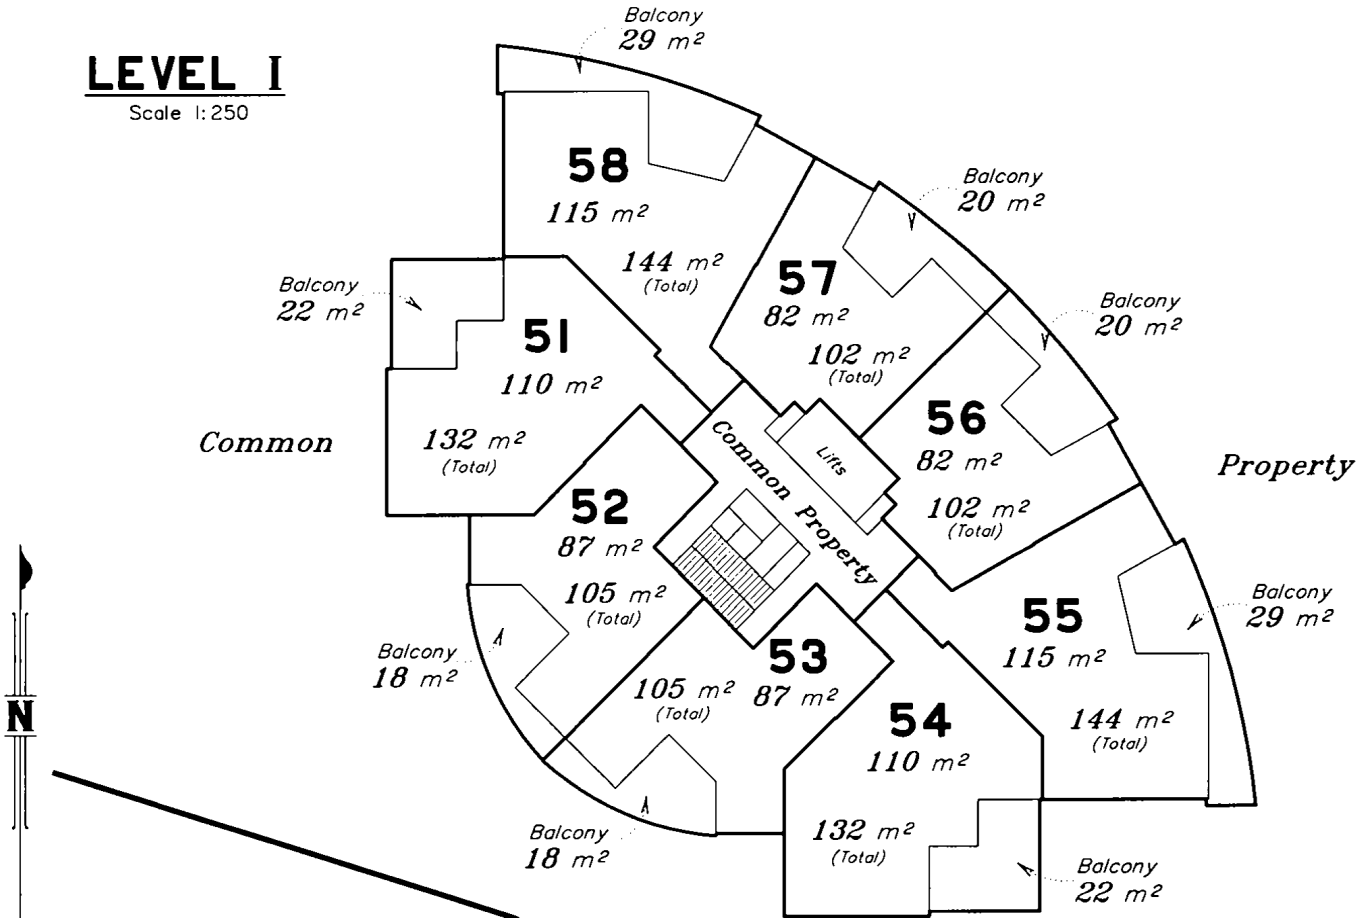 LEVEL I
Scale 1:250
Balcony
29 m²
58
115 m²
144 m²
(Total)
Balcony
20 m²
57
82 m²
102 m²
(Total)
Balcony
22 m²
51
110 m²
132 m²
(Total)
Balcony
20 m²
56
82 m²
102 m²
(Total)
Common
Property
Common Property
Lifts
52
87 m²
105 m²
(Total)
Balcony
18 m²
53
87 m²
105 m²
(Total)
Balcony
18 m²
55
115 m²
144 m²
(Total)
Balcony
29 m²
54
110 m²
132 m²
(Total)
Balcony
22 m²
N